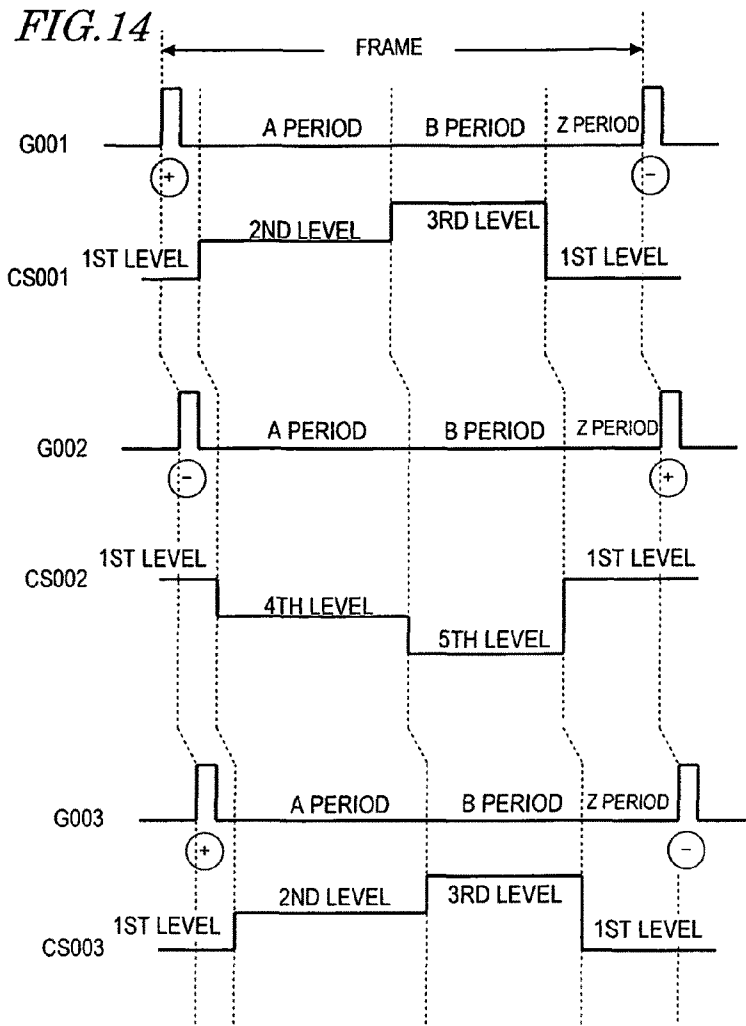 FIG.14
FRAME
G001
A PERIOD
B PERIOD
Z PERIOD
+
-
CS001
1ST LEVEL
2ND LEVEL
3RD LEVEL
1ST LEVEL
G002
A PERIOD
B PERIOD
Z PERIOD
-
+
CS002
1ST LEVEL
4TH LEVEL
5TH LEVEL
1ST LEVEL
G003
A PERIOD
B PERIOD
Z PERIOD
+
-
CS003
1ST LEVEL
2ND LEVEL
3RD LEVEL
1ST LEVEL